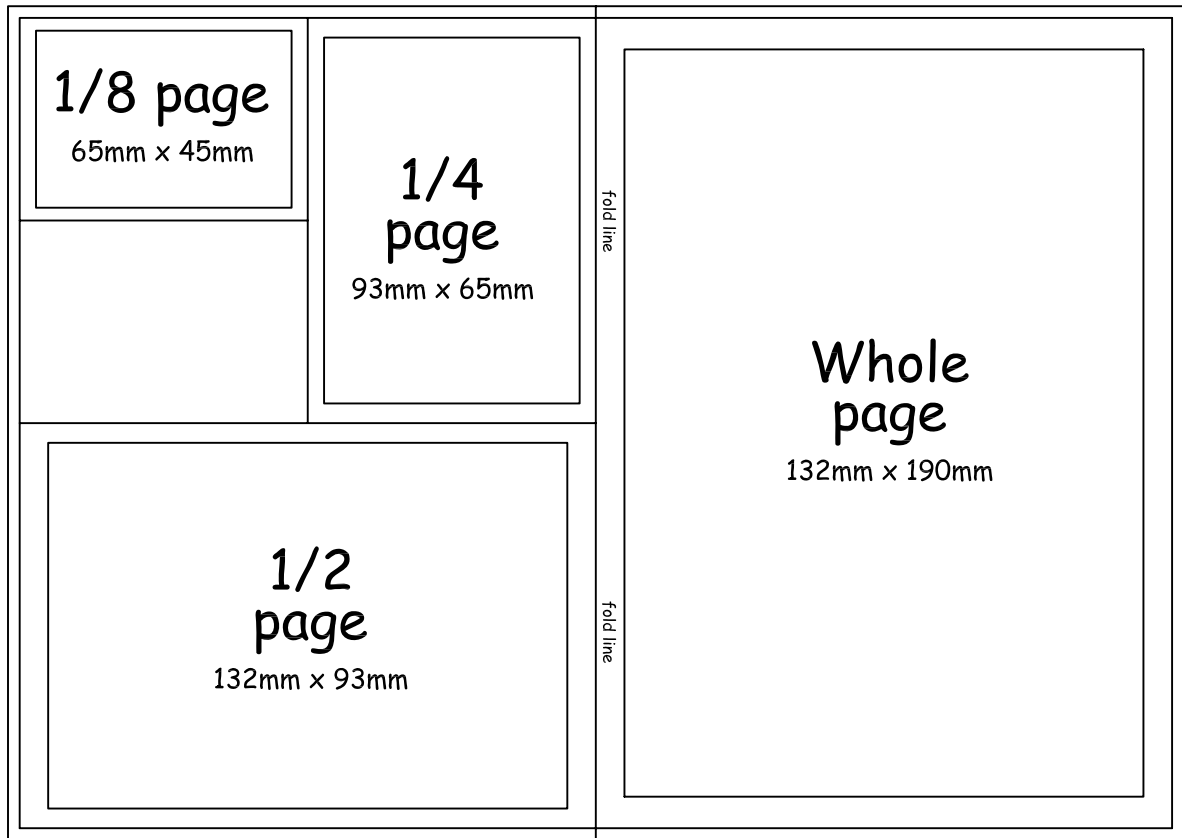 1/8 page
65mm x 45mm
1/4
page
93mm x 65mm
fold line
Whole
page
132mm x 190mm
1/2
page
132mm x 93mm
fold line